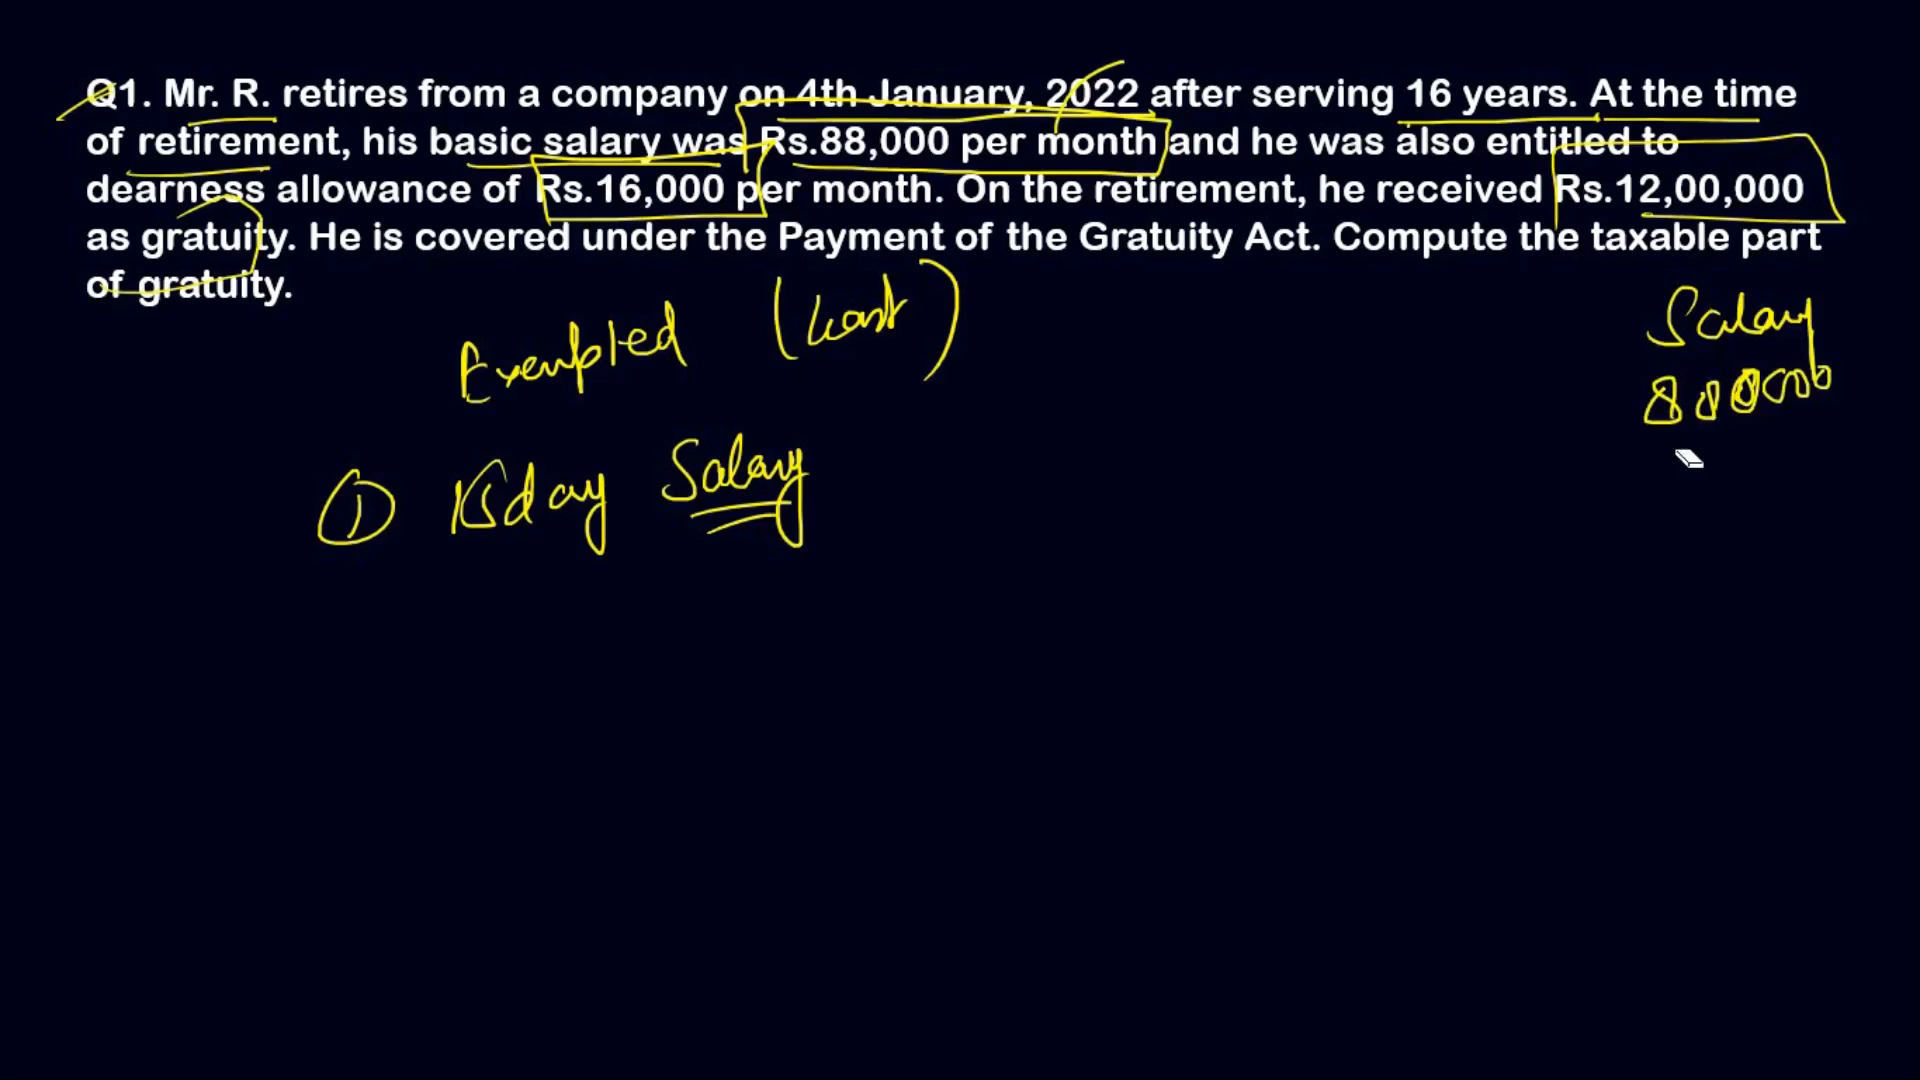 Q1. Mr. R. retires from a company on 4th January, 2022 after serving 16 years. At the time
of retirement, his basic salary was Rs.88,000 per month and he was also entitled to
dearness allowance of Rs.16,000 per month. On the retirement, he received Rs.12,00,000
as gratuity. He is covered under the Payment of the Gratuity Act. Compute the taxable part
of gratuity.
Exempted (Least)
Salary
① 15 day Salary